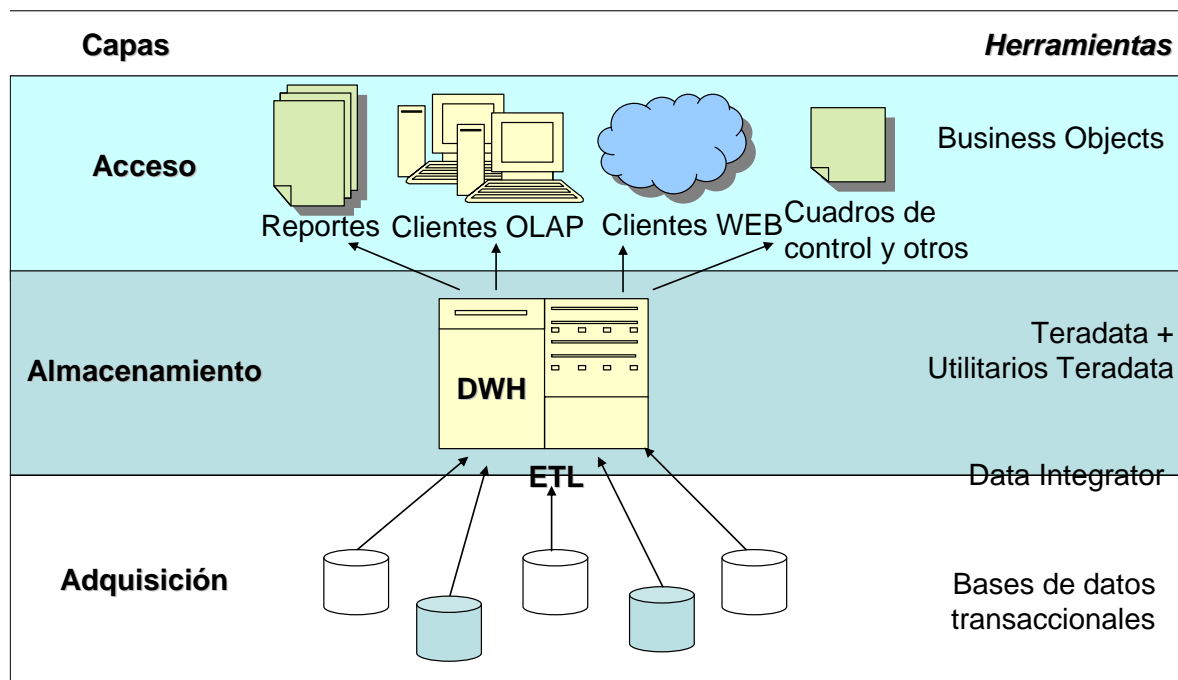 Capas
Herramientas
Acceso
Business Objects
Reportes
Clientes OLAP
Clientes WEB
Cuadros de
control y otros
Almacenamiento
DWH
Teradata +
Utilitarios Teradata
ETL
Data Integrator
Adquisición
Bases de datos
transaccionales